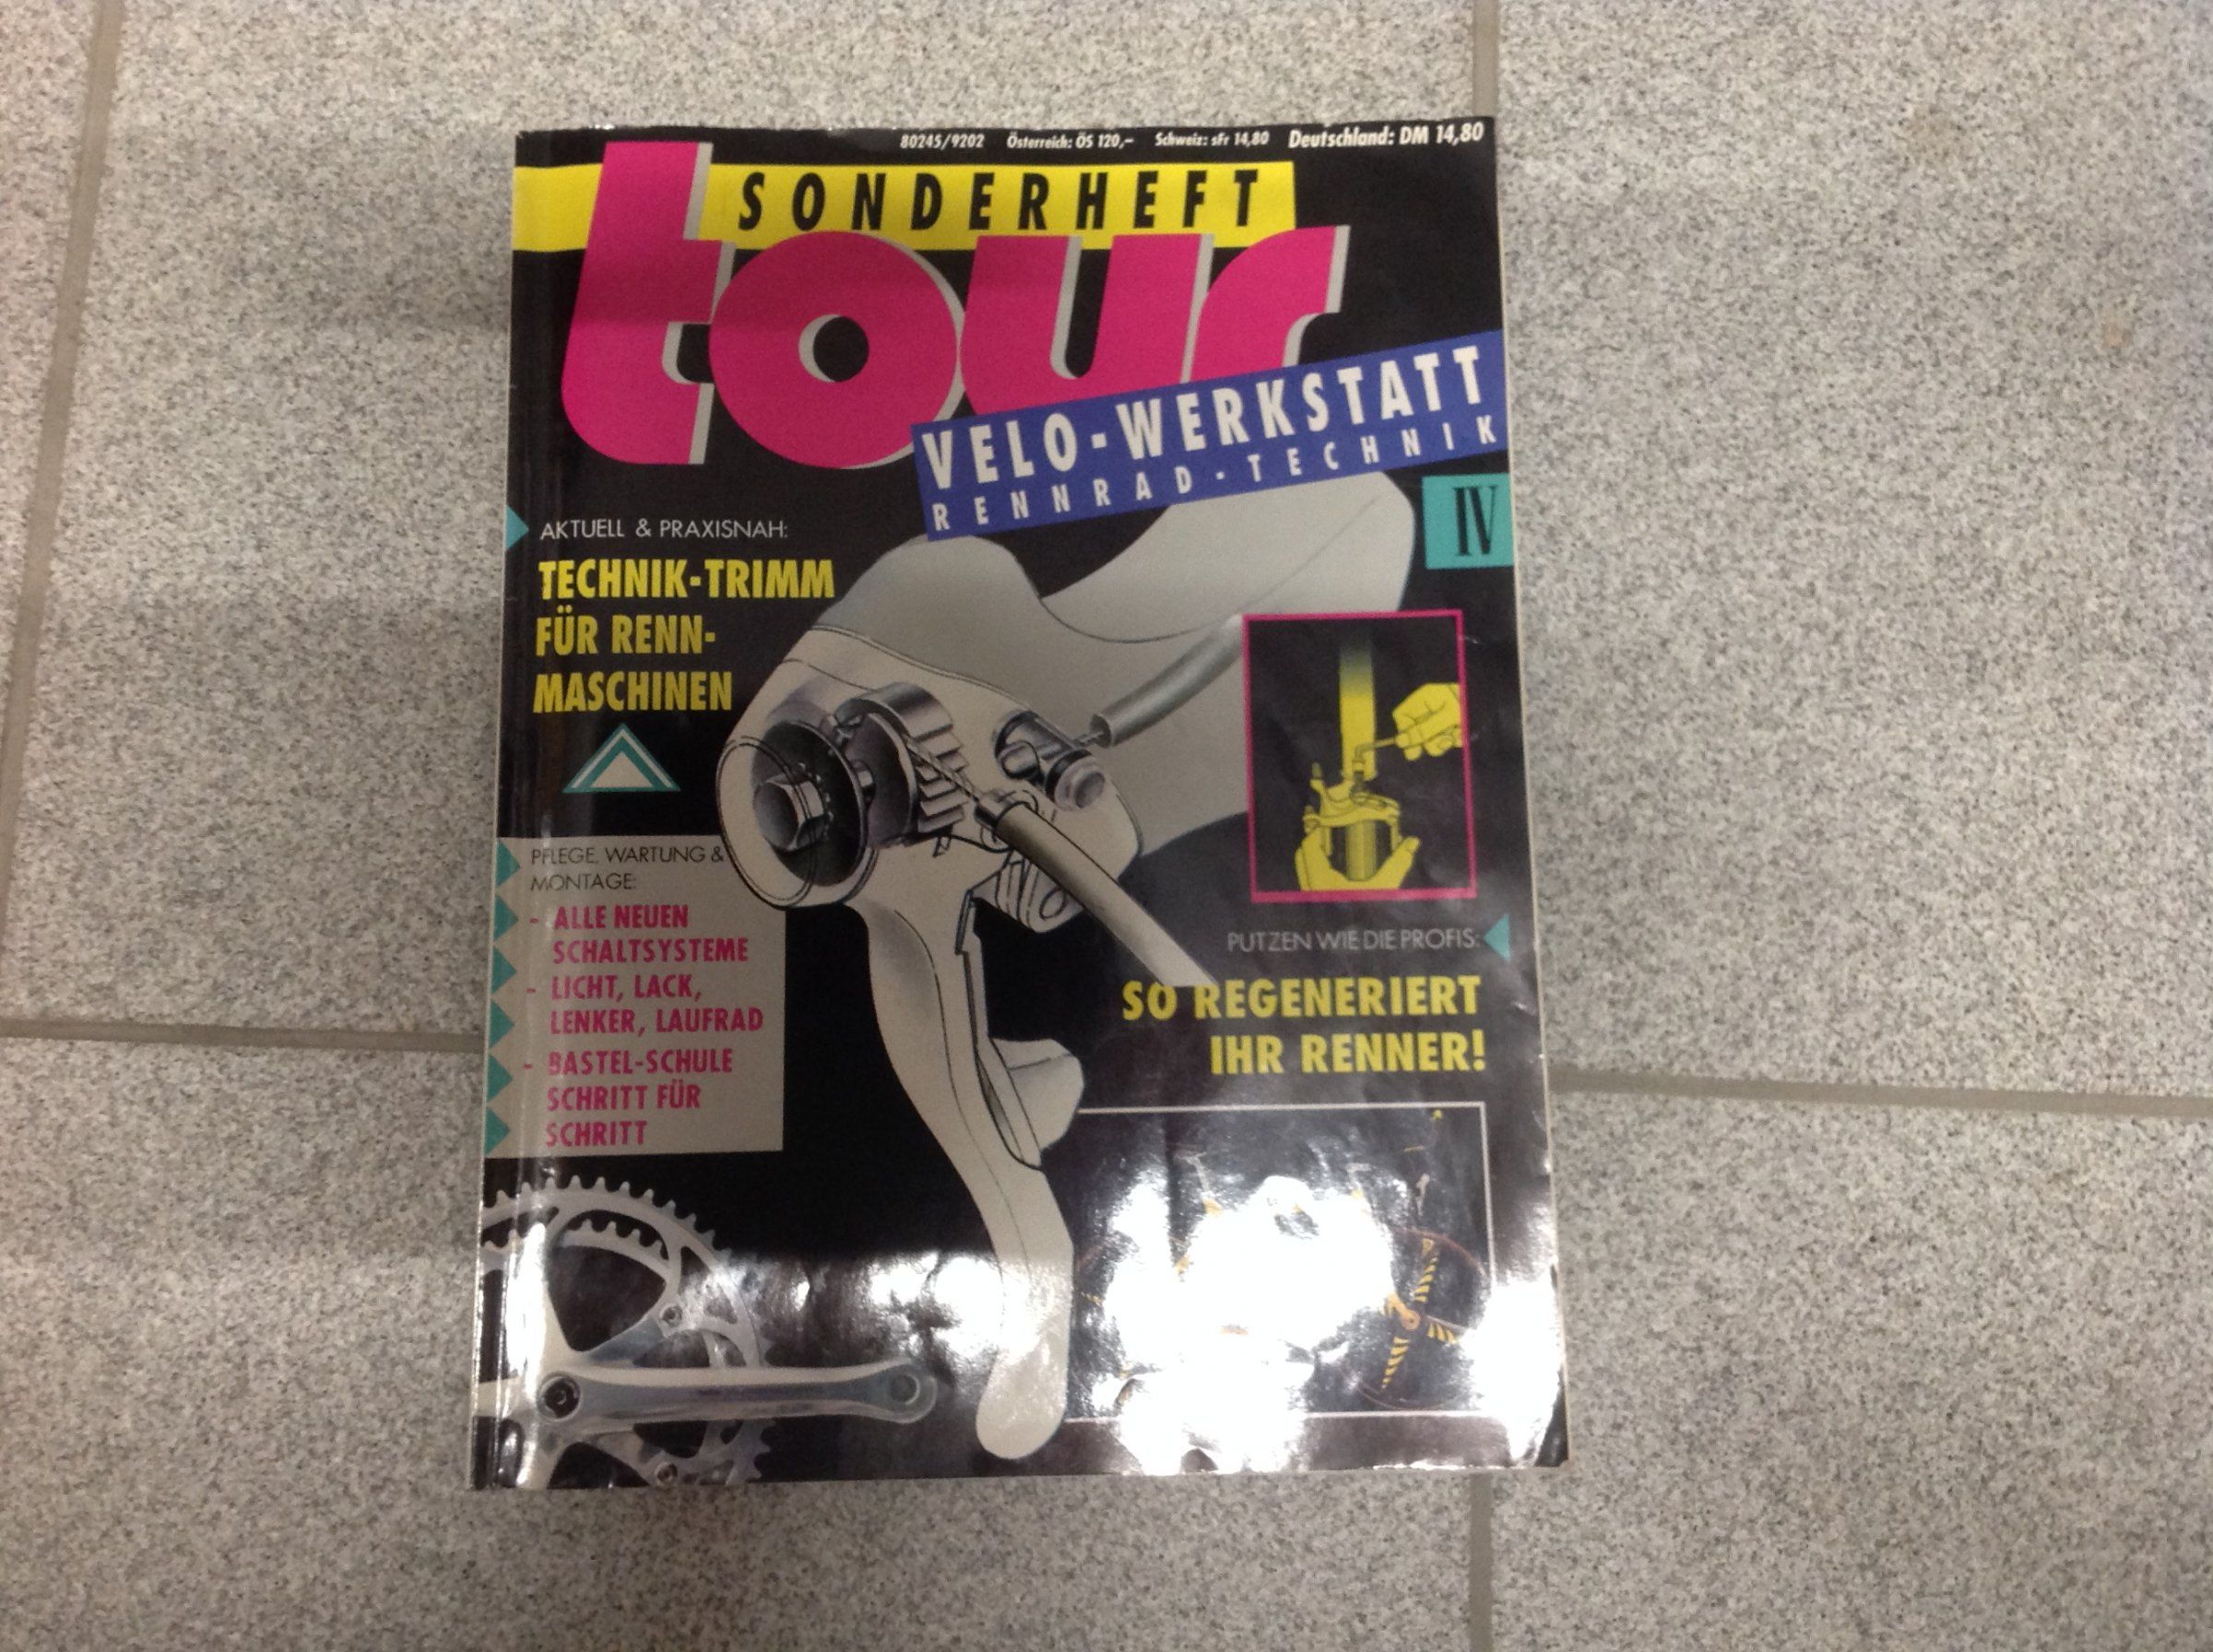 80245/9202 Österreich: ÖS 120,– Schweiz: sFr 14,80 Deutschland: DM 14,80
SONDERHEFT
tour
VELO-WERKSTATT
RENNRAD-TECHNIK
IV
AKTUELL & PRAXISNAH:
TECHNIK-TRIMM
FÜR RENN-
MASCHINEN
PFLEGE, WARTUNG &
MONTAGE:
- ALLE NEUEN
SCHALTSYSTEME
- LICHT, LACK,
LENKER, LAUFRAD
- BASTEL-SCHULE
SCHRITT FÜR
SCHRITT
PUTZEN WIE DIE PROFIS:
SO REGENERIERT
IHR RENNER!